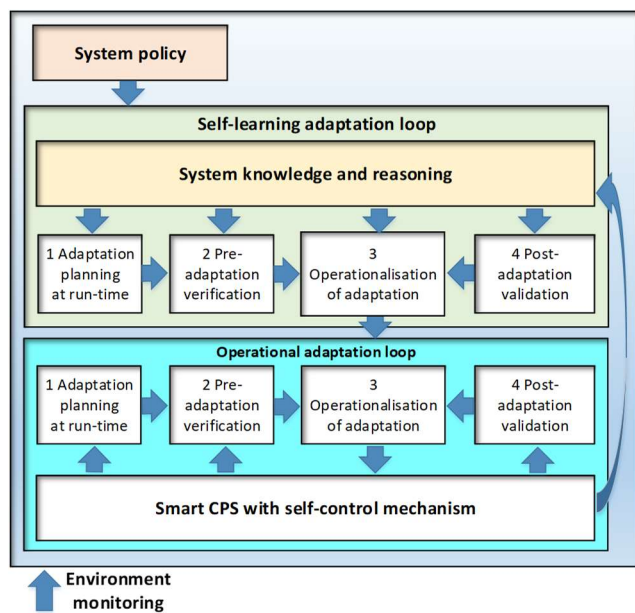 System policy
Self-learning adaptation loop
System knowledge and reasoning
1 Adaptation
planning
at run-time
2 Pre-
adaptation
verification
3
Operationalisation
of adaptation
4 Post-
adaptation
validation
Operational adaptation loop
1 Adaptation
planning
at run-time
2 Pre-
adaptation
verification
3
Operationalisation
of adaptation
4 Post-
adaptation
validation
Smart CPS with self-control mechanism
Environment
monitoring